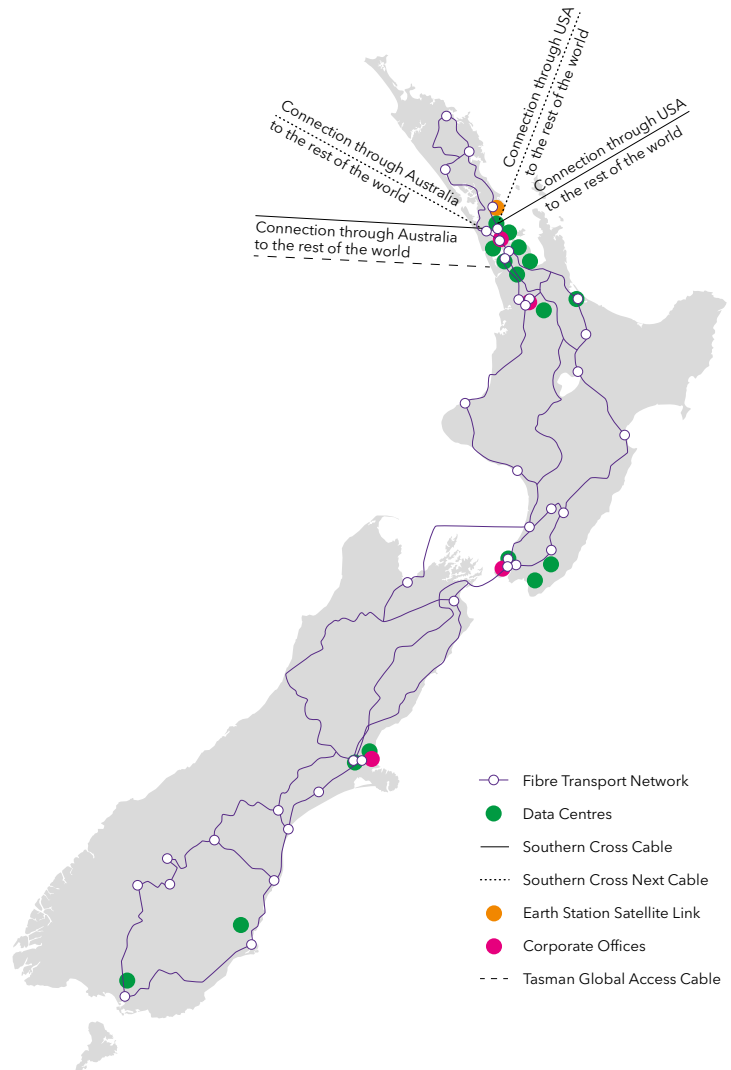 Connection through USA
to the rest of the world
Connection through USA
to the rest of the world
Connection through Australia
to the rest of the world
Connection through Australia
to the rest of the world
Fibre Transport Network
Data Centres
Southern Cross Cable
Southern Cross Next Cable
Earth Station Satellite Link
Corporate Offices
Tasman Global Access Cable